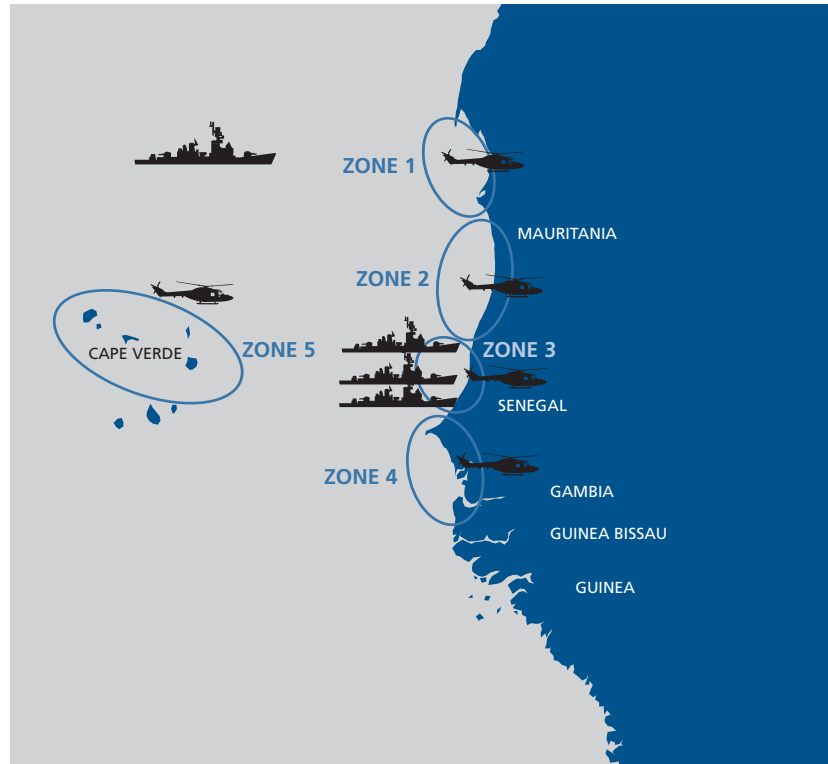 ZONE 1
MAURITANIA
ZONE 2
CAPE VERDE
ZONE 5
ZONE 3
SENEGAL
ZONE 4
GAMBIA
GUINEA BISSAU
GUINEA